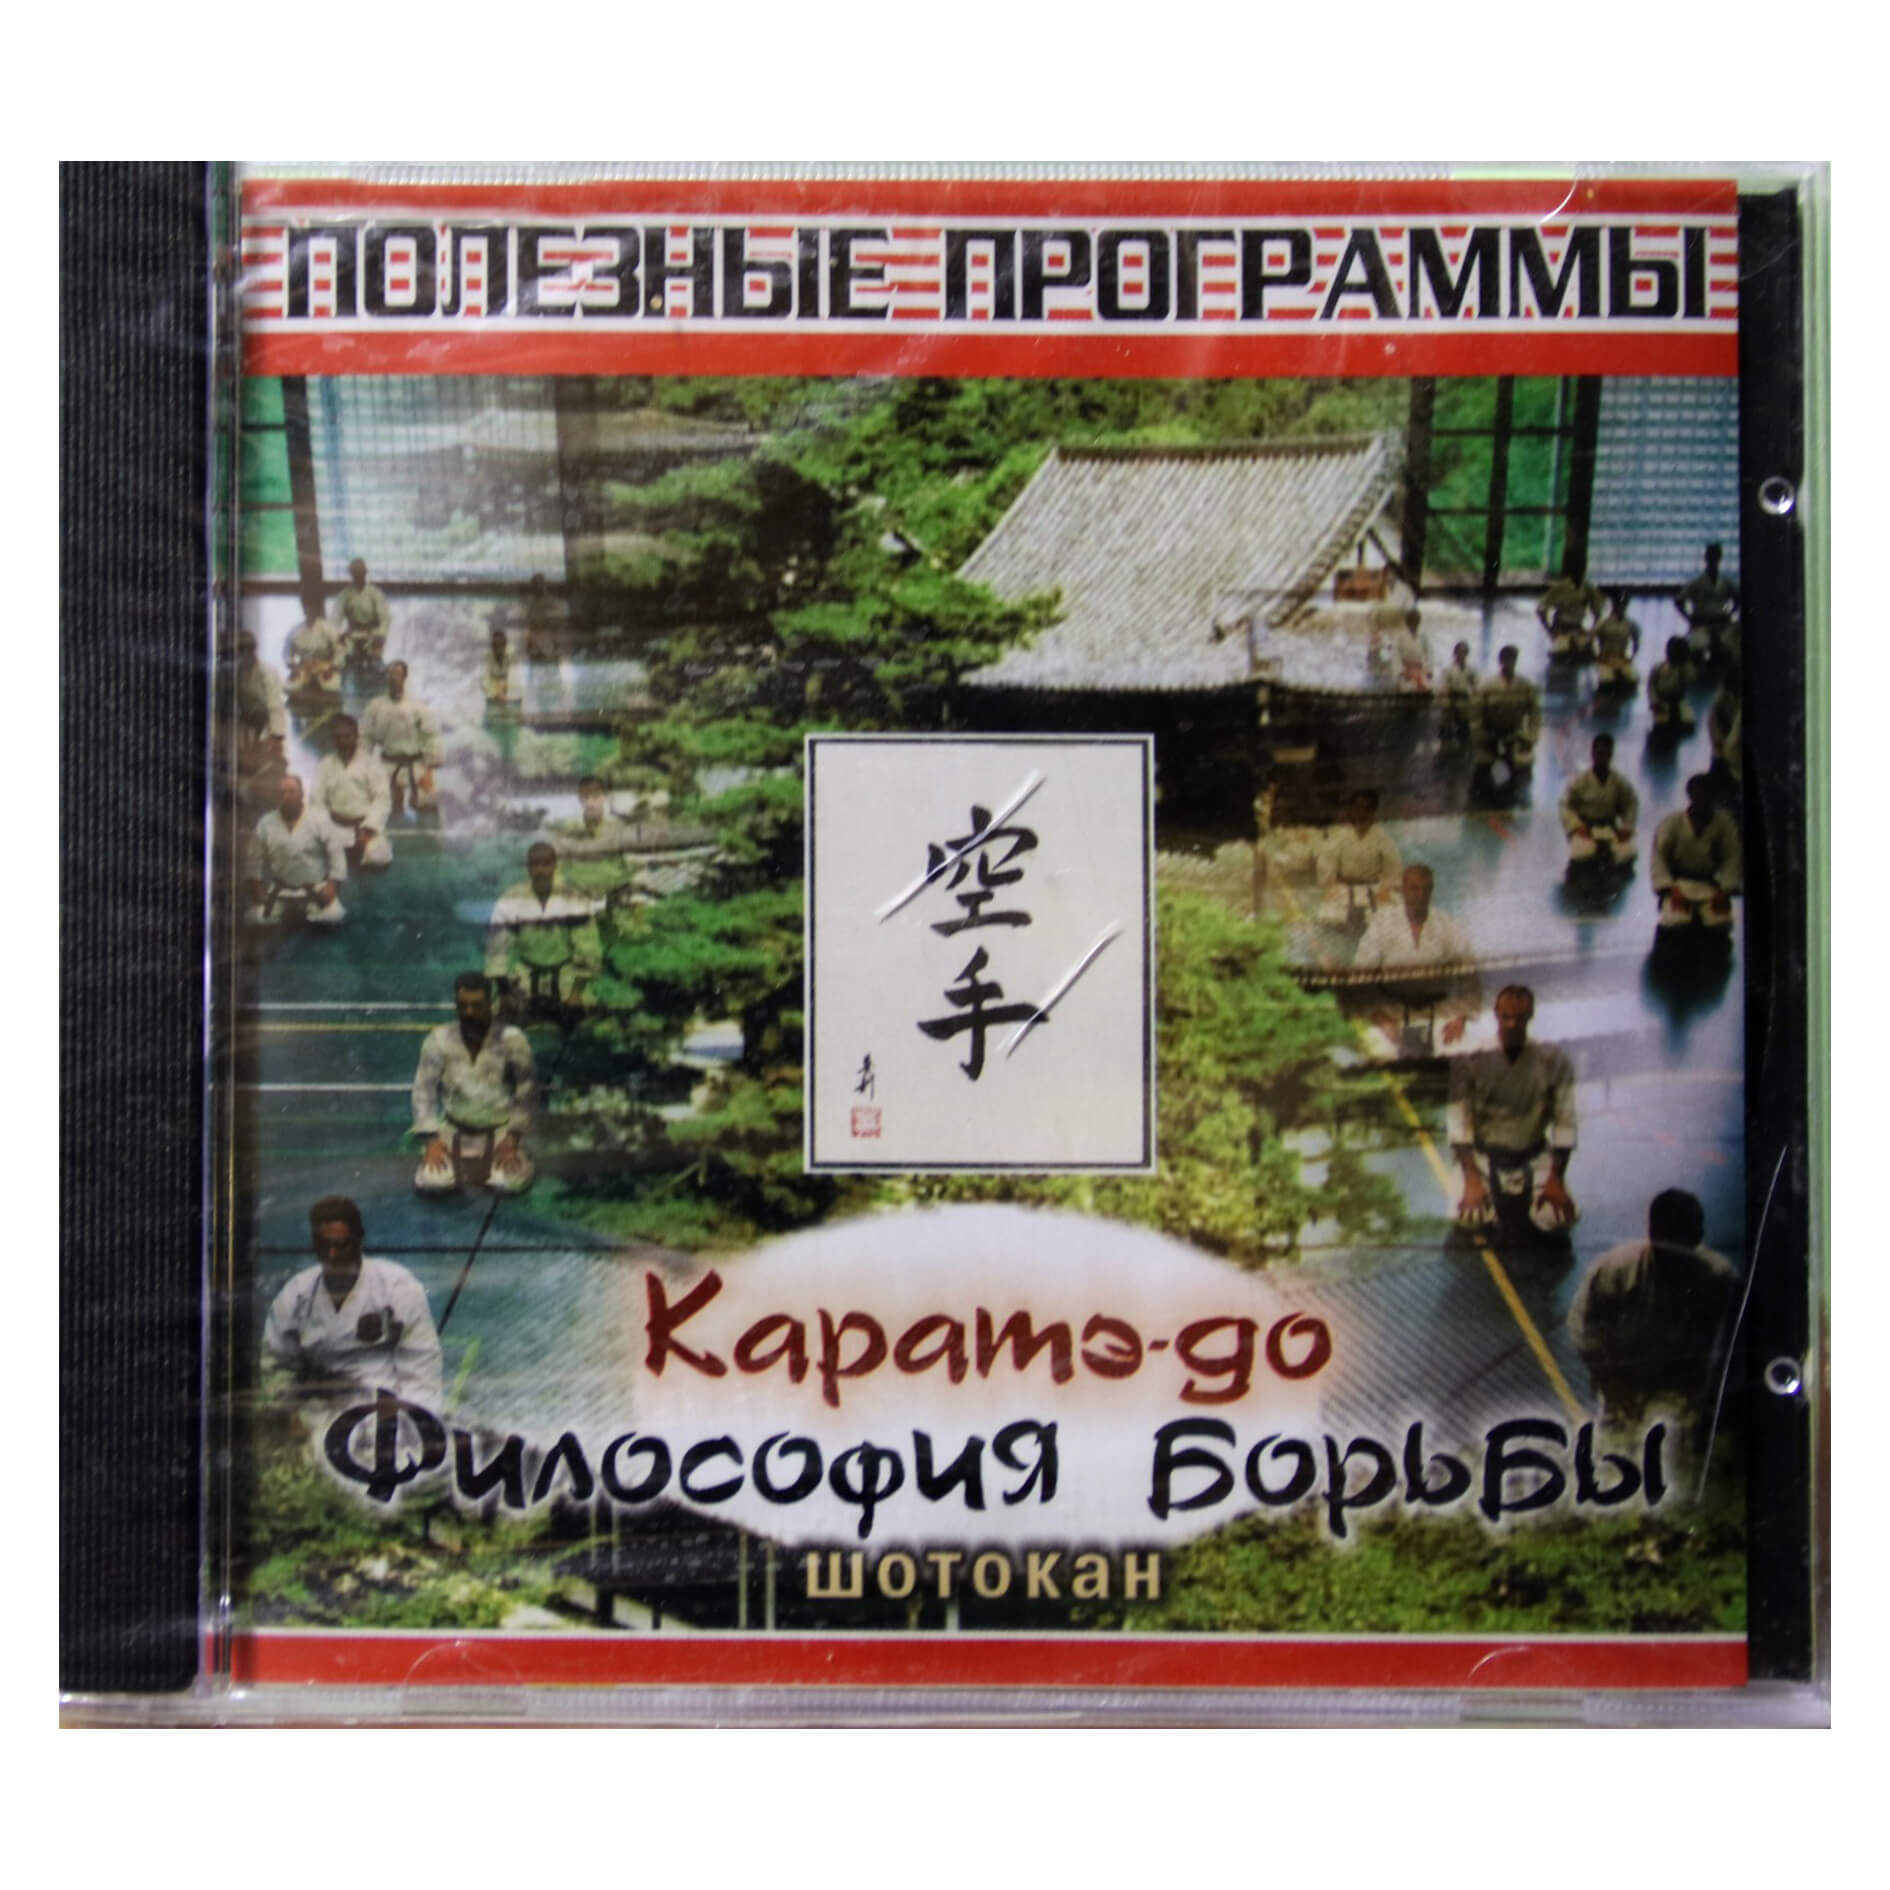 ПОЛЕЗНЫЕ ПРОГРАММЫ
空
手
Каратэ-до
Философия Борьбы
ШОТОКАН